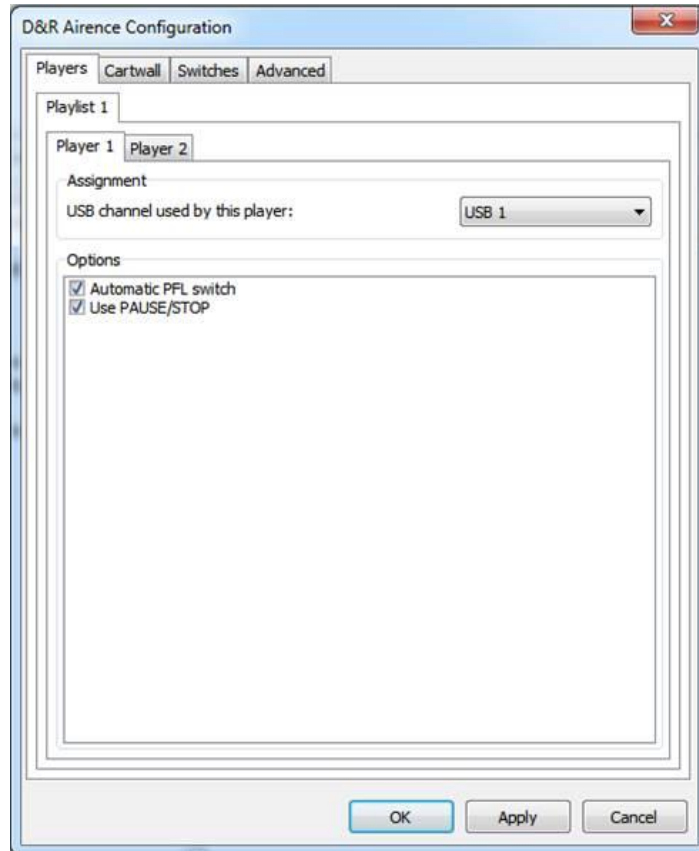 D&R Airence Configuration
Players Cartwall Switches Advanced
Playlist 1
Player 1 Player 2
Assignment
USB channel used by this player: USB 1
Options
Automatic PFL switch
Use PAUSE/STOP
OK Apply Cancel